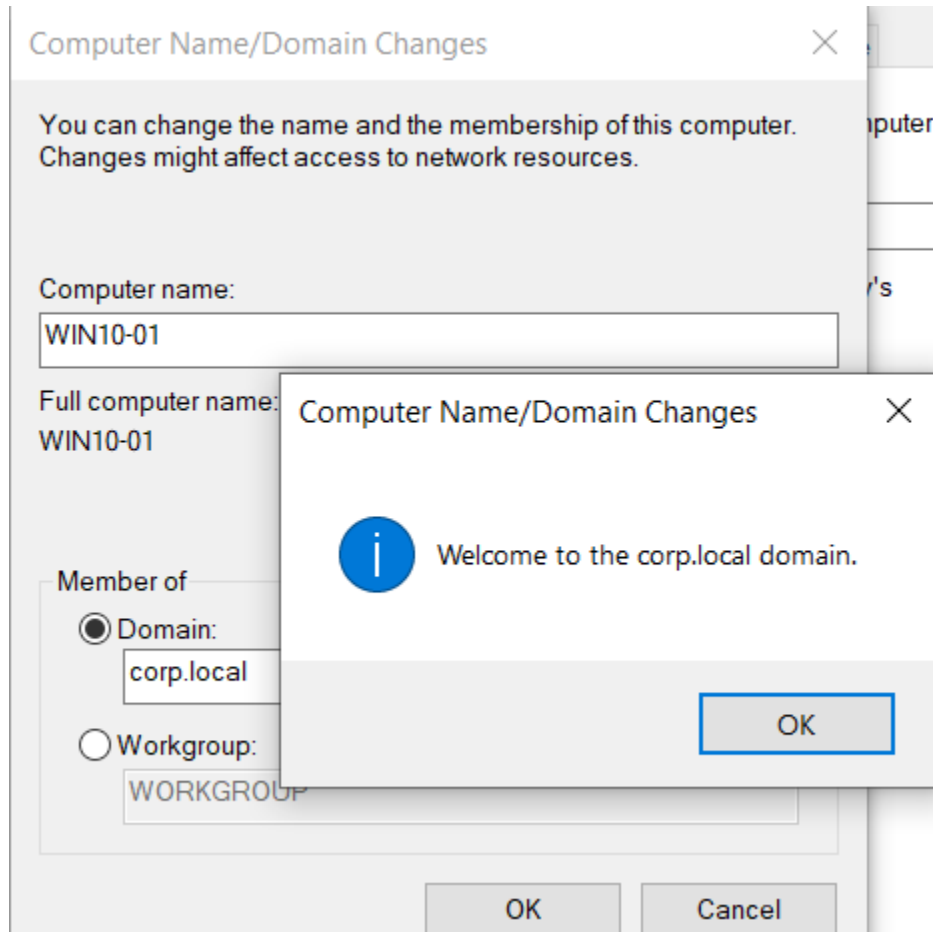 Computer Name/Domain Changes
You can change the name and the membership of this computer.
Changes might affect access to network resources.
Computer name:
WIN10-01
Full computer name:
WIN10-01
Member of
Domain:
corp.local
Workgroup:
WORKGROUP
OK
Cancel
Computer Name/Domain Changes
Welcome to the corp.local domain.
OK